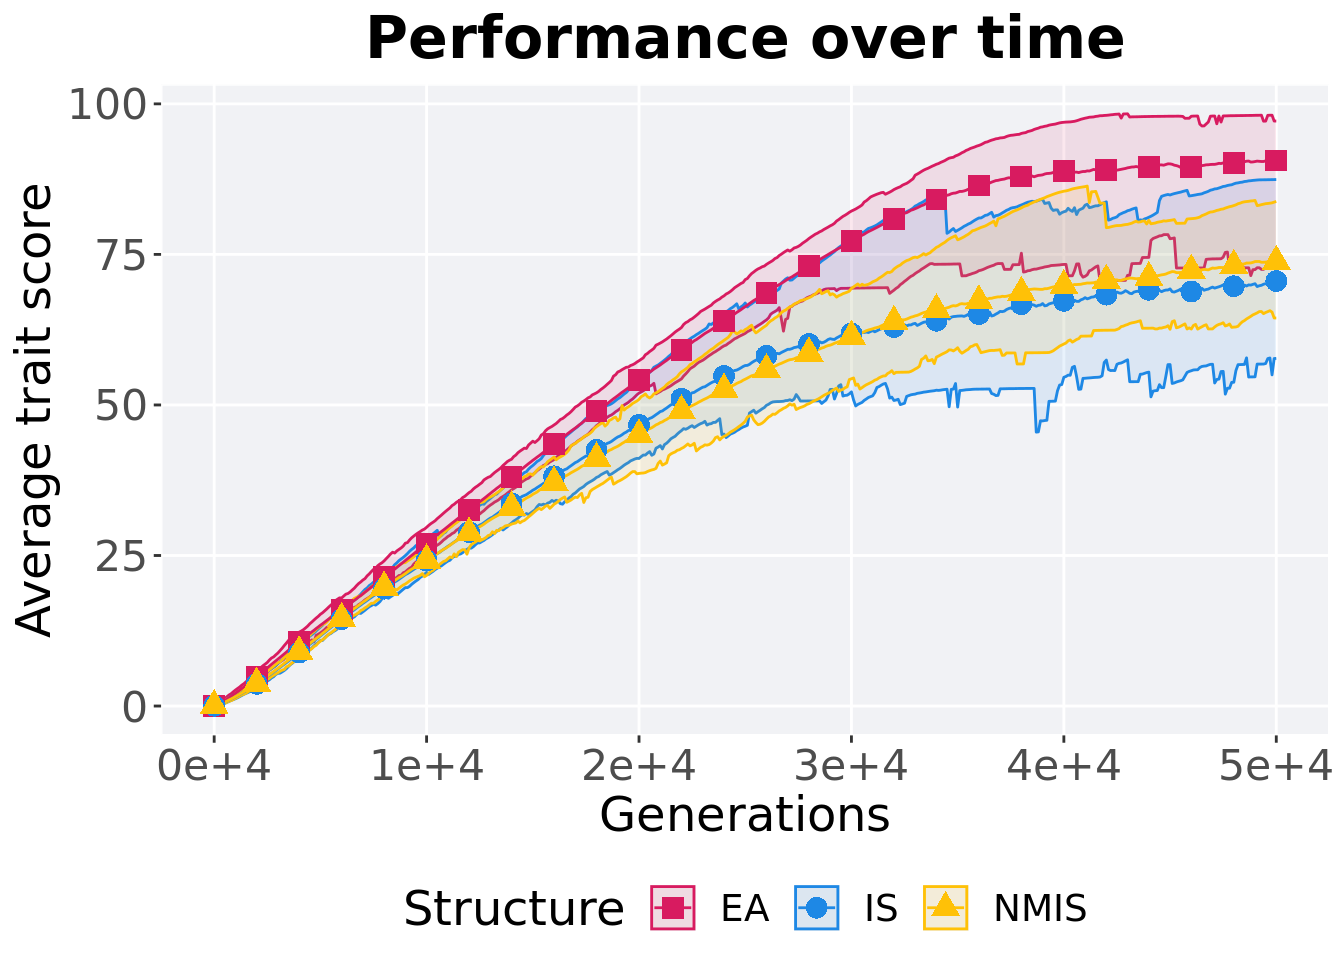 Performance over time
Average trait score
100
75
50
25
0
0e+4 1e+4 2e+4 3e+4 4e+4 5e+4
Generations
Structure EA IS NMIS